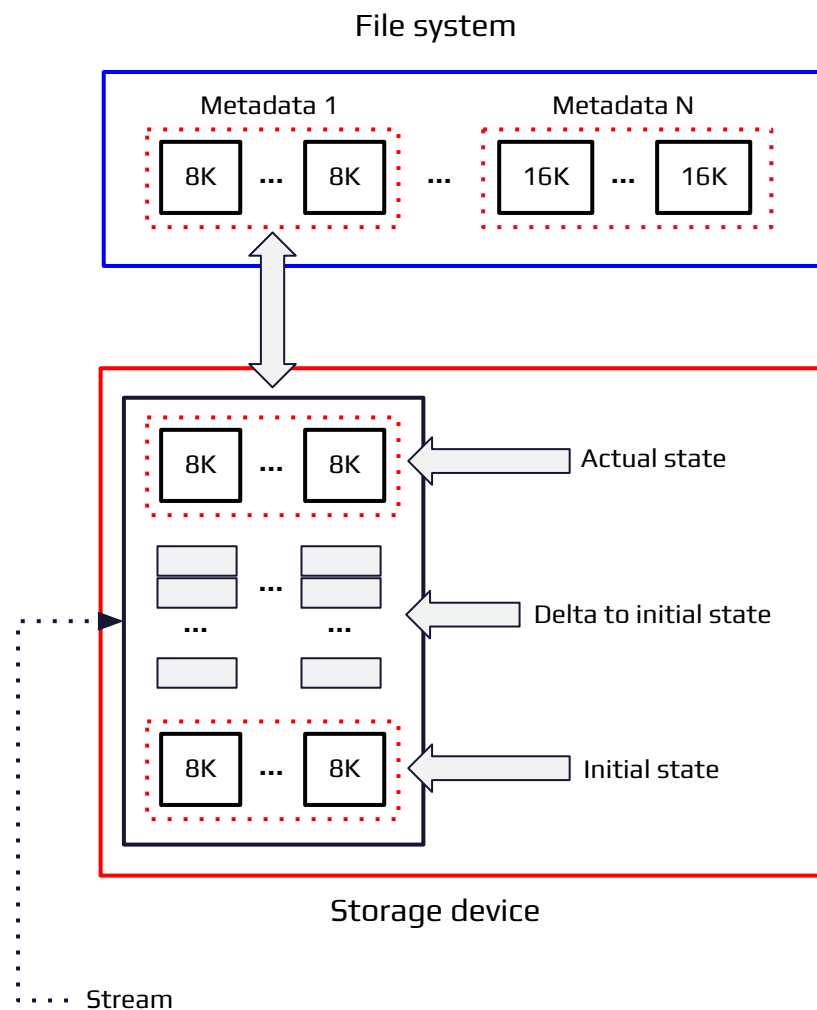 File system
Metadata 1 Metadata N
8K ... 8K ... 16K ... 16K
8K ... 8K Actual state
...
... ... Delta to initial state
8K ... 8K Initial state
Storage device
Stream